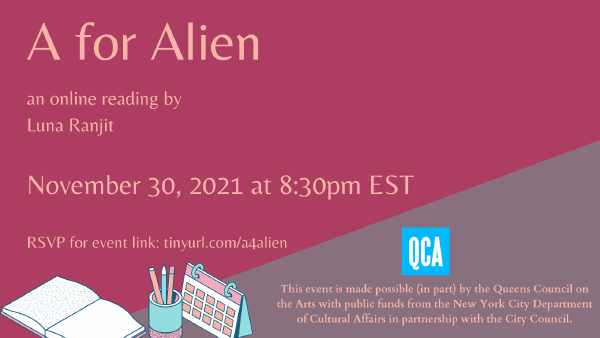 A for Alien
an online reading by
Luna Ranjit
November 30, 2021 at 8:30pm EST
RSVP for event link: tinyurl.com/a4alien
QCA
This event is made possible (in part) by the Queens Council on
the Arts with public funds from the New York City Department
of Cultural Affairs in partnership with the City Council.